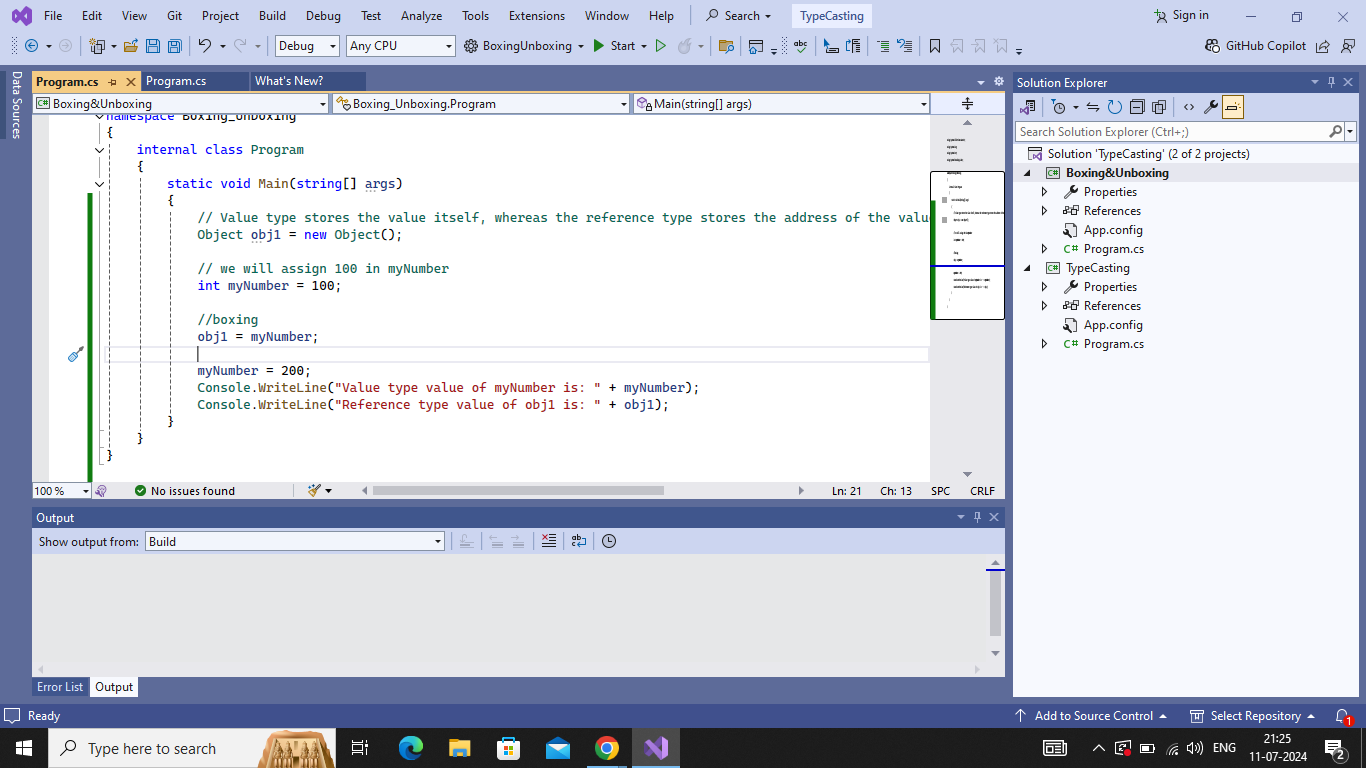 File Edit View Git Project Build Debug Test Analyze Tools Extensions Window Help Search TypeCasting Sign in
Debug Any CPU BoxingUnboxing Start GitHub Copilot
Data Sources
Program.cs Program.cs What's New?
Boxing&Unboxing Boxing_Unboxing.Program Main(string[] args)
namespace Boxing_Unboxing
{
internal class Program
{
static void Main(string[] args)
{
// Value type stores the value itself, whereas the reference type stores the address of the valu
Object obj1 = new Object();
// we will assign 100 in myNumber
int myNumber = 100;
//boxing
obj1 = myNumber;
myNumber = 200;
Console.WriteLine("Value type value of myNumber is: " + myNumber);
Console.WriteLine("Reference type value of obj1 is: " + obj1);
}
}
}
100 % No issues found Ln: 21 Ch: 13 SPC CRLF
Output
Show output from: Build
Error List Output
Solution Explorer
Search Solution Explorer (Ctrl+;)
Solution 'TypeCasting' (2 of 2 projects)
Boxing&Unboxing
Properties
References
App.config
Program.cs
TypeCasting
Properties
References
App.config
Program.cs
Ready Add to Source Control Select Repository 1
Type here to search ENG 21:25
11-07-2024 2